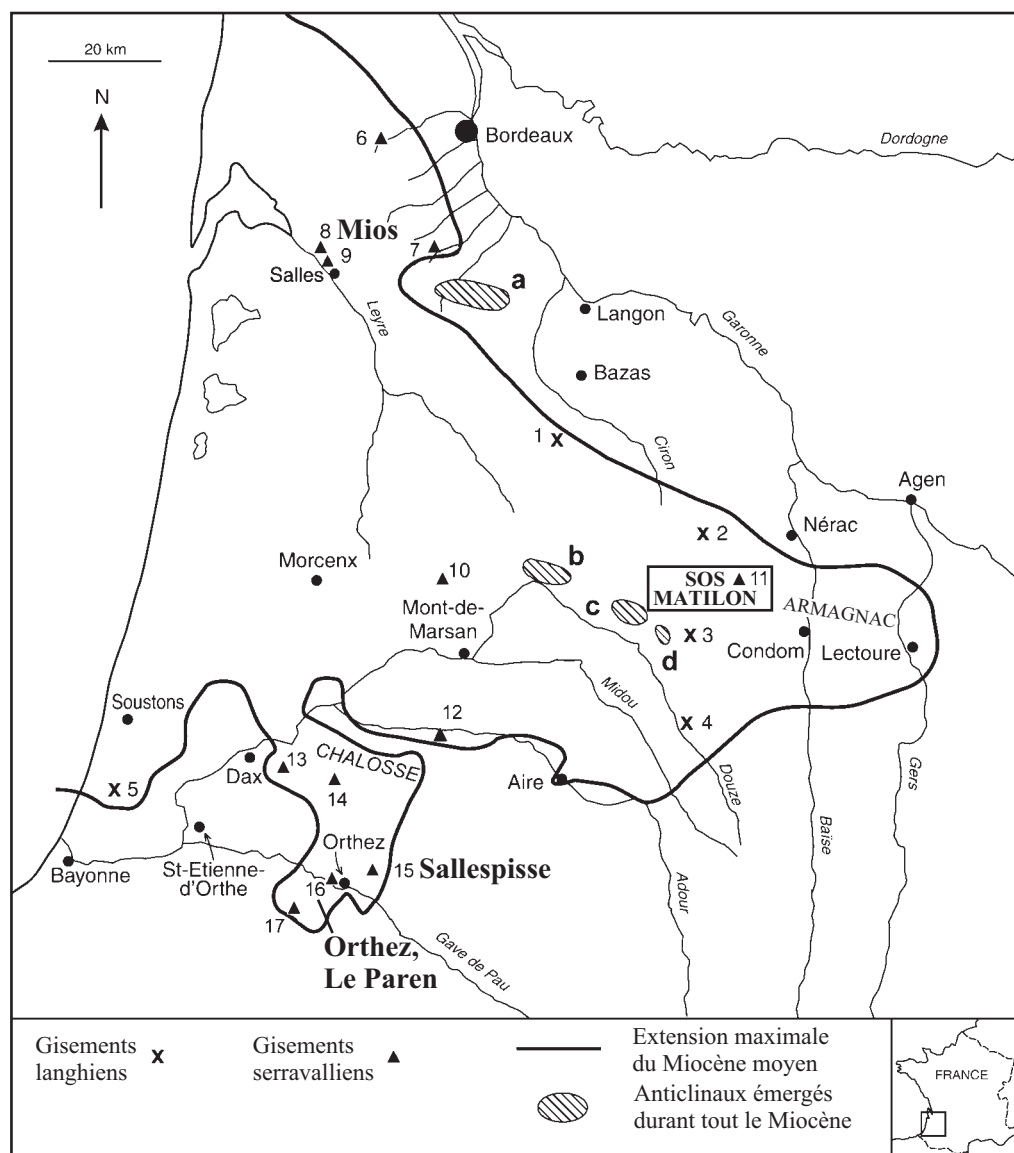 20 km
N
6
Bordeaux
Dordogne
8 Mios
9
7
Salles
a
Leyre
Langon
Garonne
Bazas
1 x
Ciron
Agen
x 2
Nérac
Morcenx
10
b
SOS ▲ 11
MATILON
ARMAGNAC
c
Mont-de-
Marsan
x 3
d
Condom
Lectoure
Midou
Soustons
12
x 4
CHALOSSE
13
Dax
14
Aire
Douze
Gers
x 5
Baïse
Orthez
St-Etienne-
d'Orthe
Bayonne
15 Sallespisse
16
17
Adour
Orthez,
Le Paren
Gave de Pau
Gisements
langhiens x
Gisements
serravalliens ▲
Extension maximale
du Miocène moyen
Anticlinaux émergés
durant tout le Miocène
FRANCE